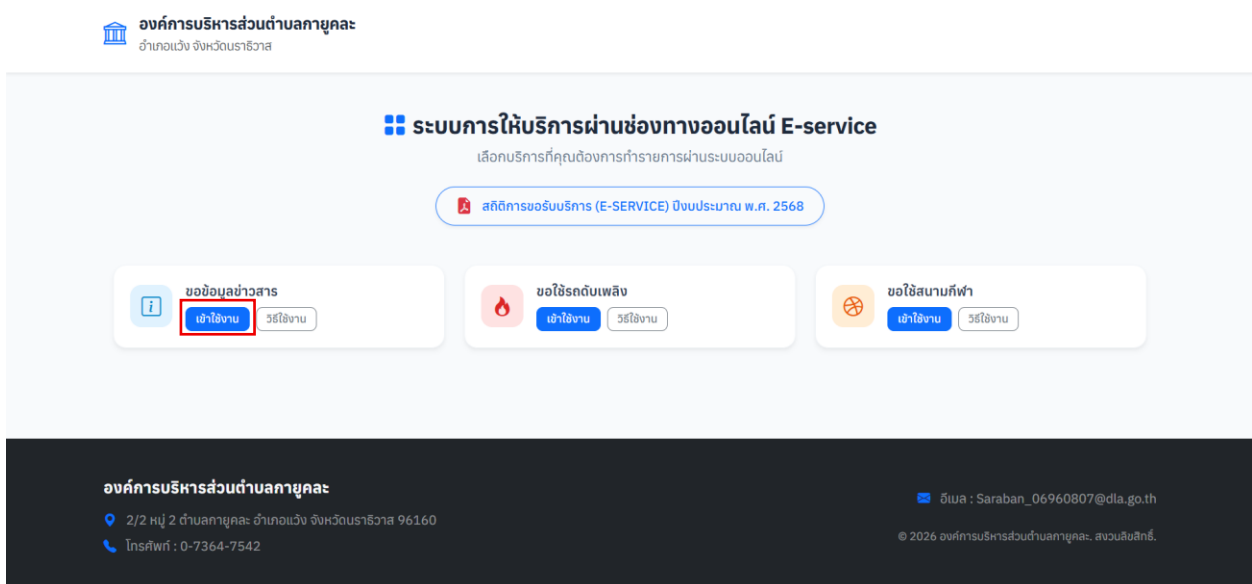 องค์การบริหารส่วนตำบลกายูคละ
อำเภอแว้ง จังหวัดนราธิวาส
ระบบการให้บริการผ่านช่องทางออนไลน์ E-service
เลือกบริการที่คุณต้องการทำรายการผ่านระบบออนไลน์
สถิติการขอรับบริการ (E-SERVICE) ปีงบประมาณ พ.ศ. 2568
ขอข้อมูลข่าวสาร
เข้าใช้งาน วิธีใช้งาน
ขอใช้รถดับเพลิง
เข้าใช้งาน วิธีใช้งาน
ขอใช้สนามกีฬา
เข้าใช้งาน วิธีใช้งาน
องค์การบริหารส่วนตำบลกายูคละ
2/2 หมู่ 2 ตำบลกายูคละ อำเภอแว้ง จังหวัดนราธิวาส 96160
โทรศัพท์ : 0-7364-7542
อีเมล : Saraban_06960807@dla.go.th
© 2026 องค์การบริหารส่วนตำบลกายูคละ. สงวนลิขสิทธิ์.